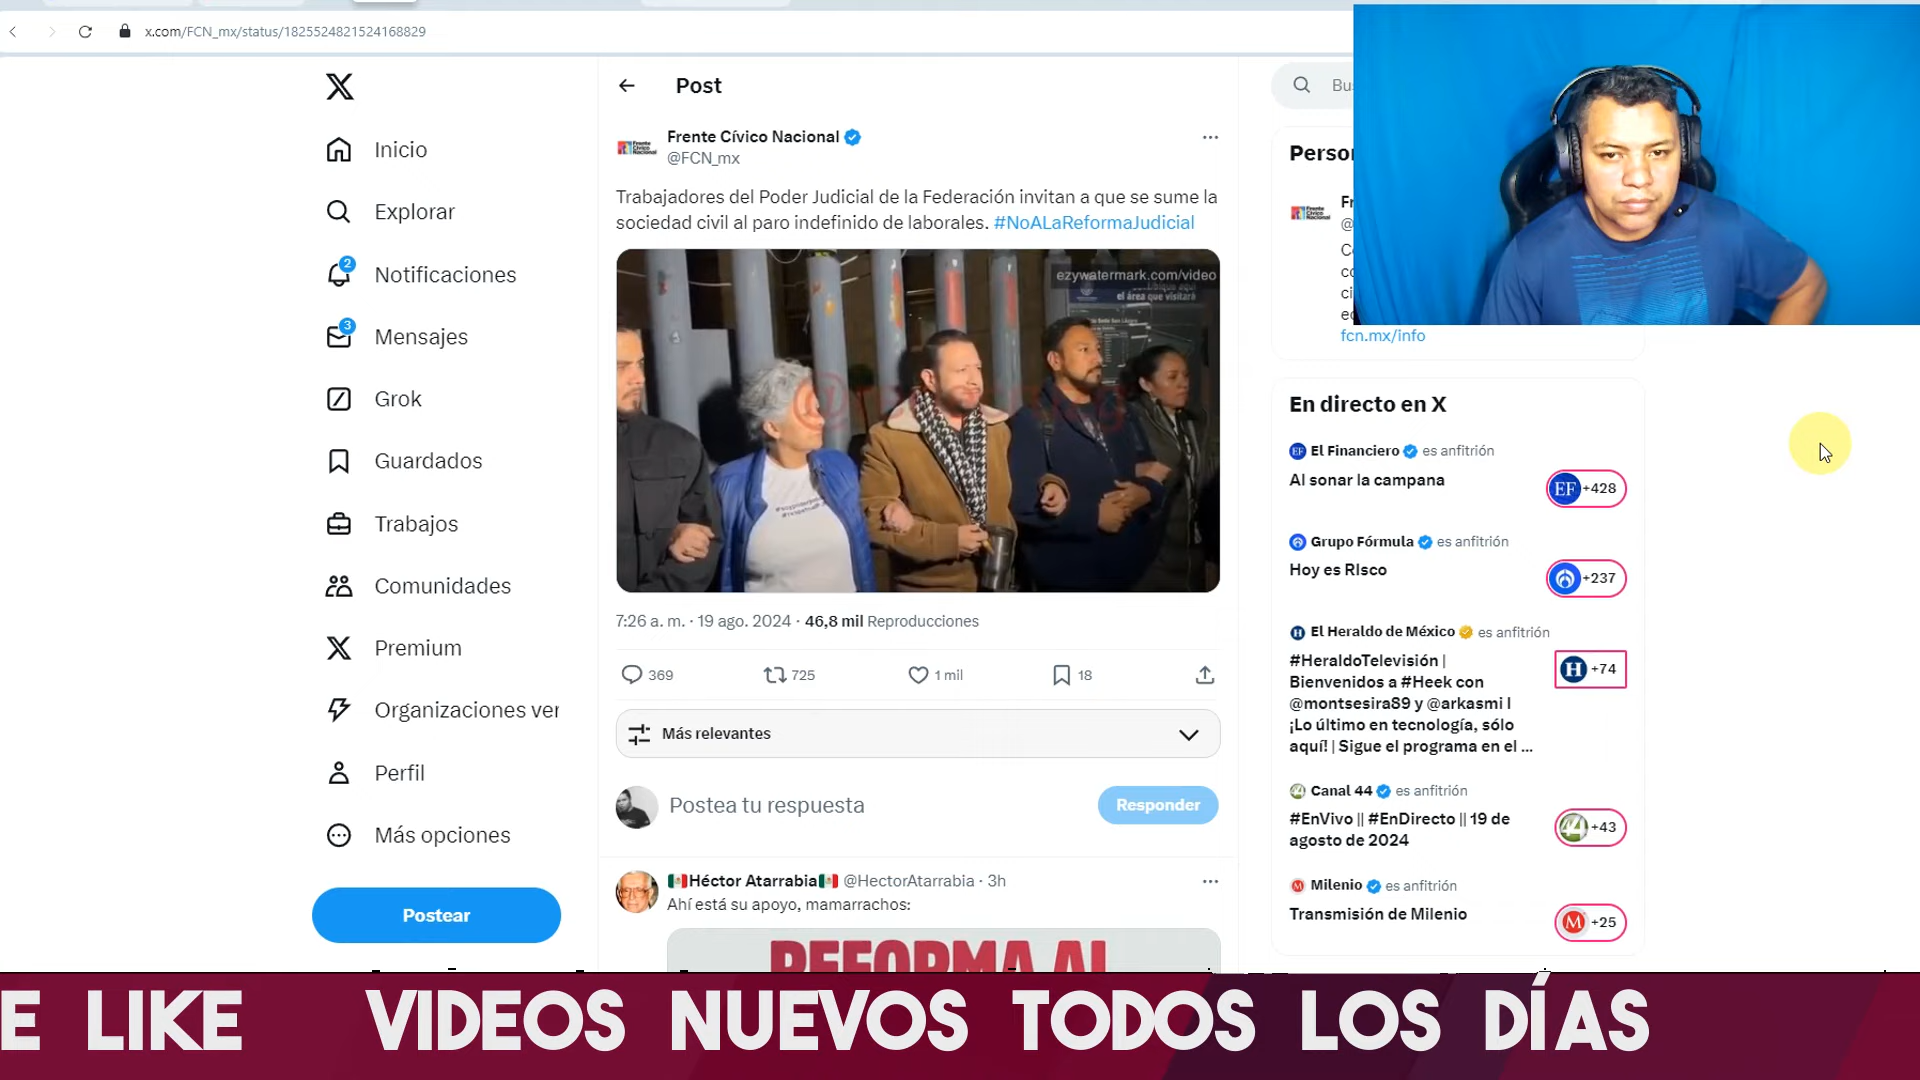 x.com/FCN_mx/status/1825524821524168829
Inicio
Explorar
2
Notificaciones
3
Mensajes
Grok
Guardados
Trabajos
Comunidades
Premium
Organizaciones ver
Perfil
Más opciones
Postear
Post
Frente Cívico Nacional
@FCN_mx
Trabajadores del Poder Judicial de la Federación invitan a que se sume la
sociedad civil al paro indefinido de laborales. #NoALaReformaJudicial
ezywatermark.com/video
el área que visitará
7:26 a. m. · 19 ago. 2024 · 46,8 mil Reproducciones
369
725
1 mil
18
Más relevantes
Postea tu respuesta
Responder
Héctor Atarrabia @HectorAtarrabia · 3h
Ahí está su apoyo, mamarrachos:
REFORMA AL
Bu
Perso
Fr
@
C
co
ci
ec
fcn.mx/info
En directo en X
El Financiero es anfitrión
Al sonar la campana
EF +428
Grupo Fórmula es anfitrión
Hoy es RIsco
+237
El Heraldo de México es anfitrión
#HeraldoTelevisión |
Bienvenidos a #Heek con
@montsesira89 y @arkasmi l
¡Lo último en tecnología, sólo
aquí! | Sigue el programa en el ...
H +74
Canal 44 es anfitrión
#EnVivo || #EnDirecto || 19 de
agosto de 2024
44 +43
Milenio es anfitrión
Transmisión de Milenio
M +25
E LIKE VIDEOS NUEVOS TODOS LOS DÍAS